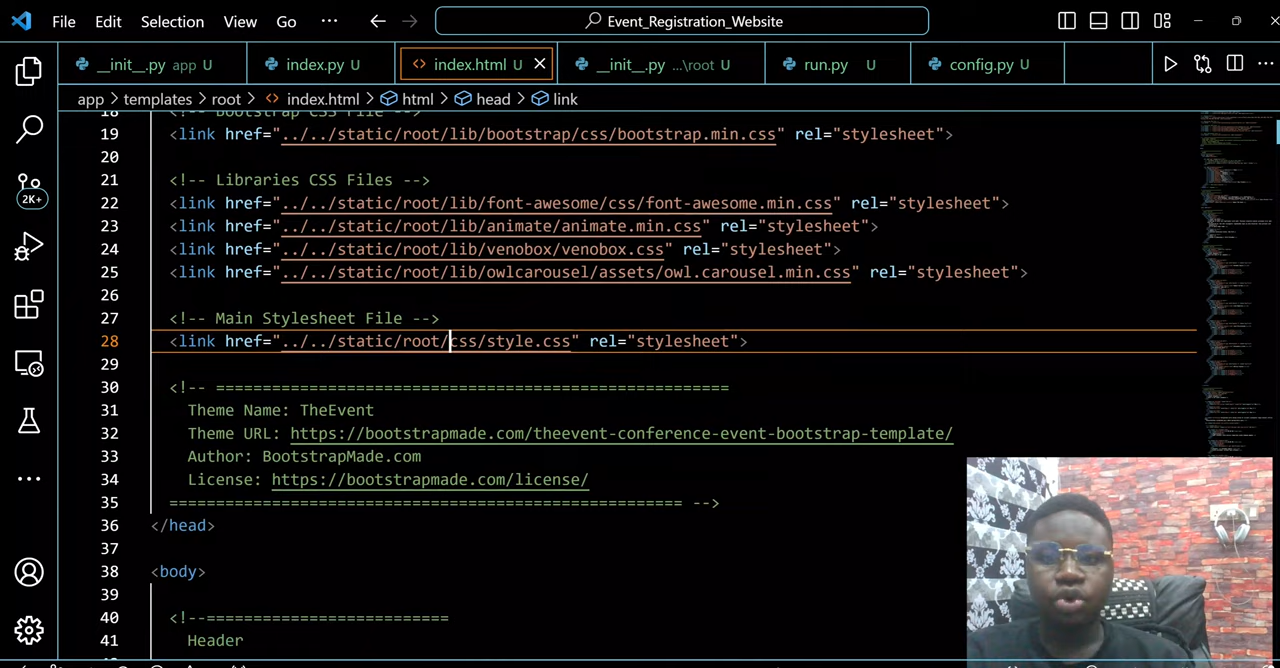 File Edit Selection View Go ··· Event_Registration_Website
__init__.py app U index.py U index.html U __init__.py ...\root U run.py U config.py U
app > templates > root > index.html > html > head > link
18 <!-- Bootstrap CSS File -->
19 <link href="../../static/root/lib/bootstrap/css/bootstrap.min.css" rel="stylesheet">
20
21 <!-- Libraries CSS Files -->
22 <link href="../../static/root/lib/font-awesome/css/font-awesome.min.css" rel="stylesheet">
23 <link href="../../static/root/lib/animate/animate.min.css" rel="stylesheet">
24 <link href="../../static/root/lib/venobox/venobox.css" rel="stylesheet">
25 <link href="../../static/root/lib/owlcarousel/assets/owl.carousel.min.css" rel="stylesheet">
26
27 <!-- Main Stylesheet File -->
28 <link href="../../static/root/css/style.css" rel="stylesheet">
29
30 <!-- =======================================================
31 Theme Name: TheEvent
32 Theme URL: https://bootstrapmade.com/theevent-conference-event-bootstrap-template/
33 Author: BootstrapMade.com
34 License: https://bootstrapmade.com/license/
35 ======================================================= -->
36 </head>
37
38 <body>
39
40 <!--==========================
41 Header
2K+